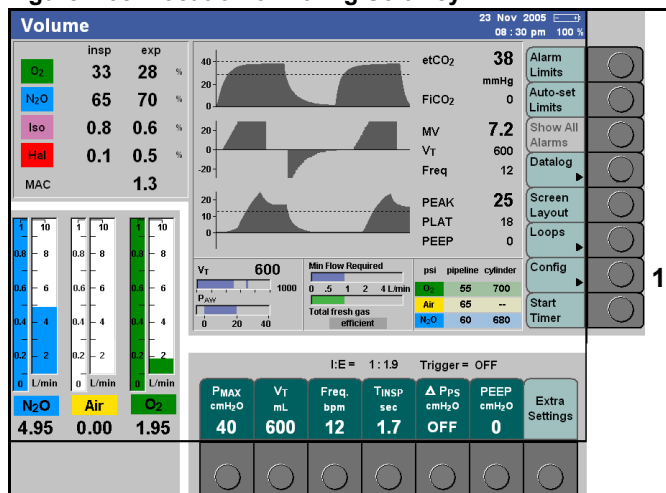 Volume
23 Nov 2005
08 : 30 pm 100 %
insp exp
O2 33 28 %
N2O 65 70 %
Iso 0.8 0.6 %
Hal 0.1 0.5 %
MAC 1.3
40
20
0
etCO2 38
mmHg
FiCO2 0
20
0
-20
MV 7.2
VT 600
Freq 12
20
10
0
PEAK 25
PLAT 18
PEEP 0
VT 600
1000
PAW
0 20 40
Min Flow Required
0 .5 1 2 4 L/min
Total fresh gas
efficient
psi pipeline cylinder
O2 55 700
Air 65 --
N2O 60 680
Alarm
Limits
Auto-set
Limits
Show All
Alarms
Datalog
Screen
Layout
Loops
Config
Start
Timer
1
1 10 1 10 1 10
0.8 8 0.8 8 0.8 8
0.6 6 0.6 6 0.6 6
0.4 4 0.4 4 0.4 4
0.2 2 0.2 2 0.2 2
0 L/min 0 L/min 0 L/min
N2O Air O2
4.95 0.00 1.95
I:E = 1 : 1.9 Trigger = OFF
PMAX
cmH2O
40
VT
mL
600
Freq.
bpm
12
TINSP
sec
1.7
Δ PPS
cmH2O
OFF
PEEP
cmH2O
0
Extra
Settings